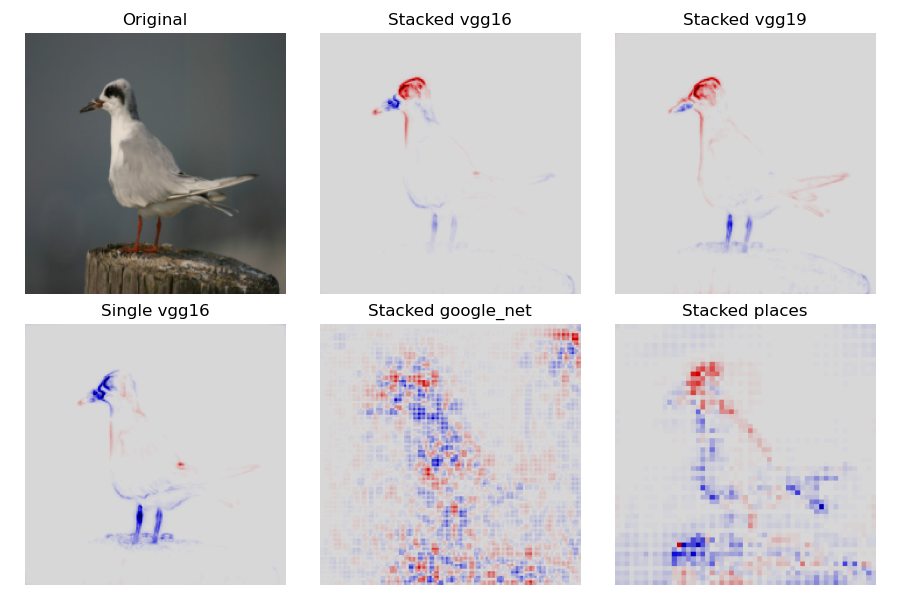 Original
Stacked vgg16
Stacked vgg19
Single vgg16
Stacked google_net
Stacked places